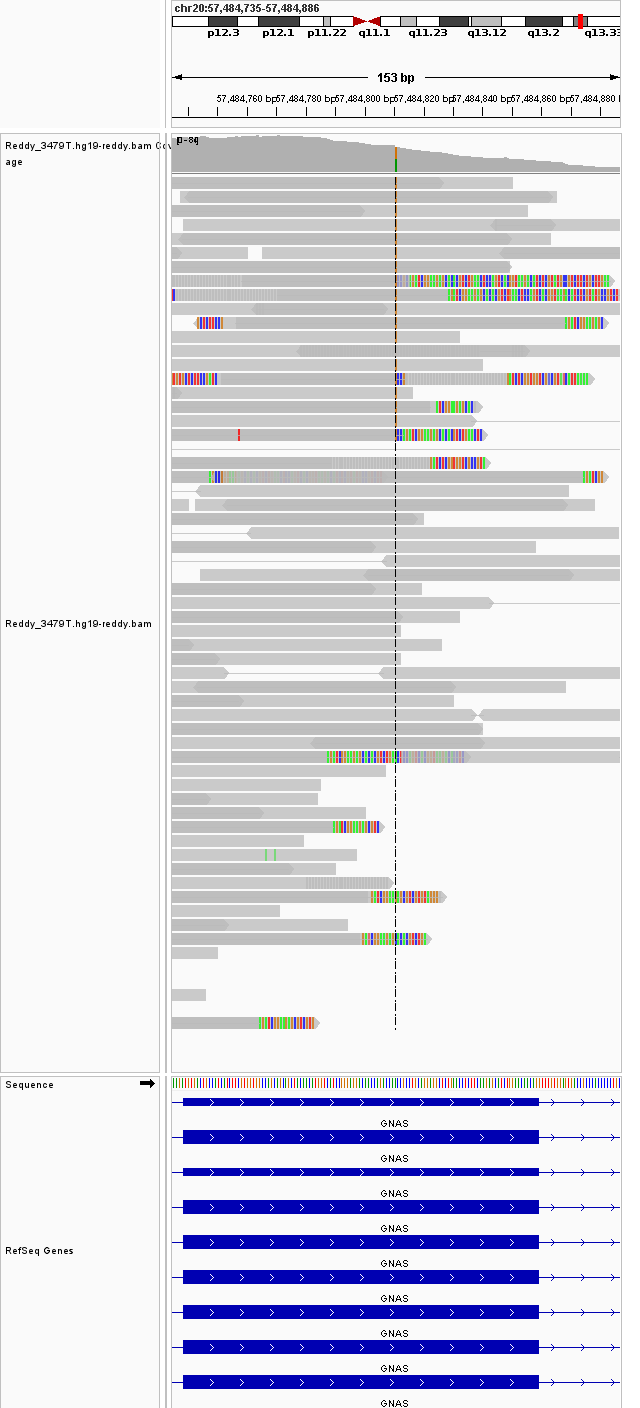 chr20:57,484,735-57,484,886
p12.3 p12.1 p11.22 q11.1 q11.23 q13.12 q13.2 q13.33
153 bp
57,484,760 bp 57,484,780 bp 57,484,800 bp 57,484,820 bp 57,484,840 bp 57,484,860 bp 57,484,880
Reddy_3479T.hg19-reddy.bam Cov
age
Reddy_3479T.hg19-reddy.bam
Sequence
GNAS
GNAS
GNAS
GNAS
RefSeq Genes
GNAS
GNAS
GNAS
GNAS
GNAS